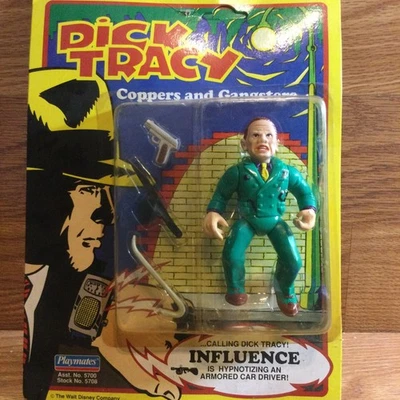 DICK
TRACY
Coppers and Gangsters
...CALLING DICK TRACY!
INFLUENCE
IS HYPNOTIZING AN
ARMORED CAR DRIVER!
Playmates
Asst. No. 5700
Stock No. 5708
© The Walt Disney Company